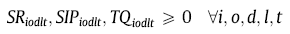 SR_{iodlt}, SIP_{iodlt}, TQ_{iodlt} ⩾ 0 ∀i, o, d, l, t